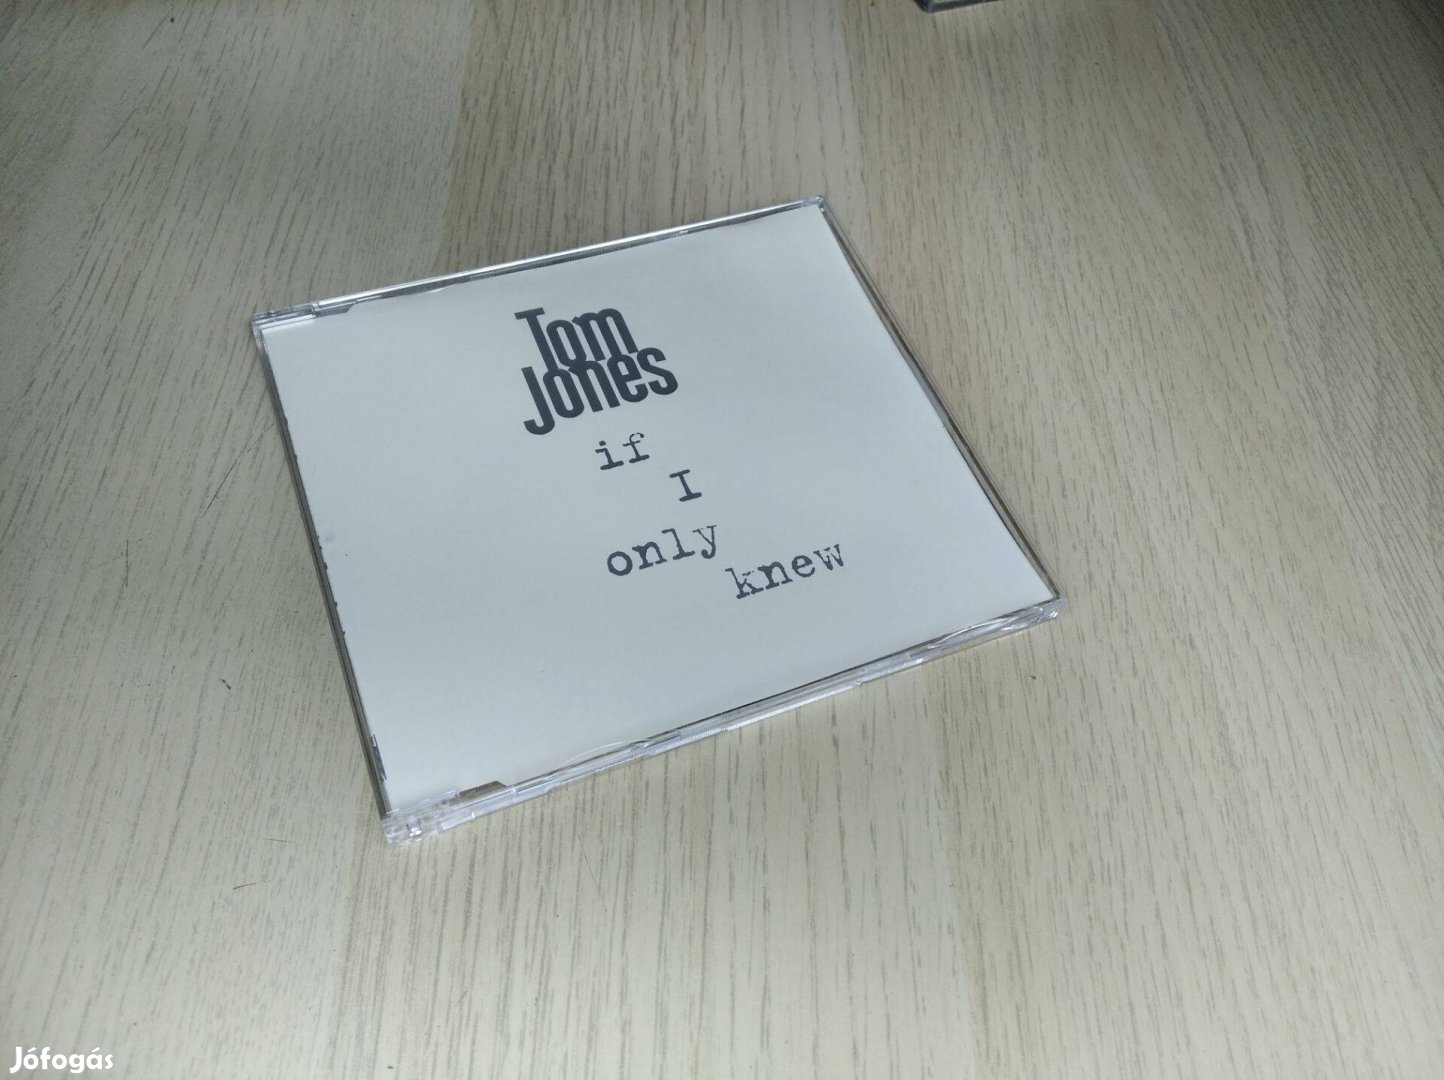 Tom
Jones
if
I
only
knew
Jófogás